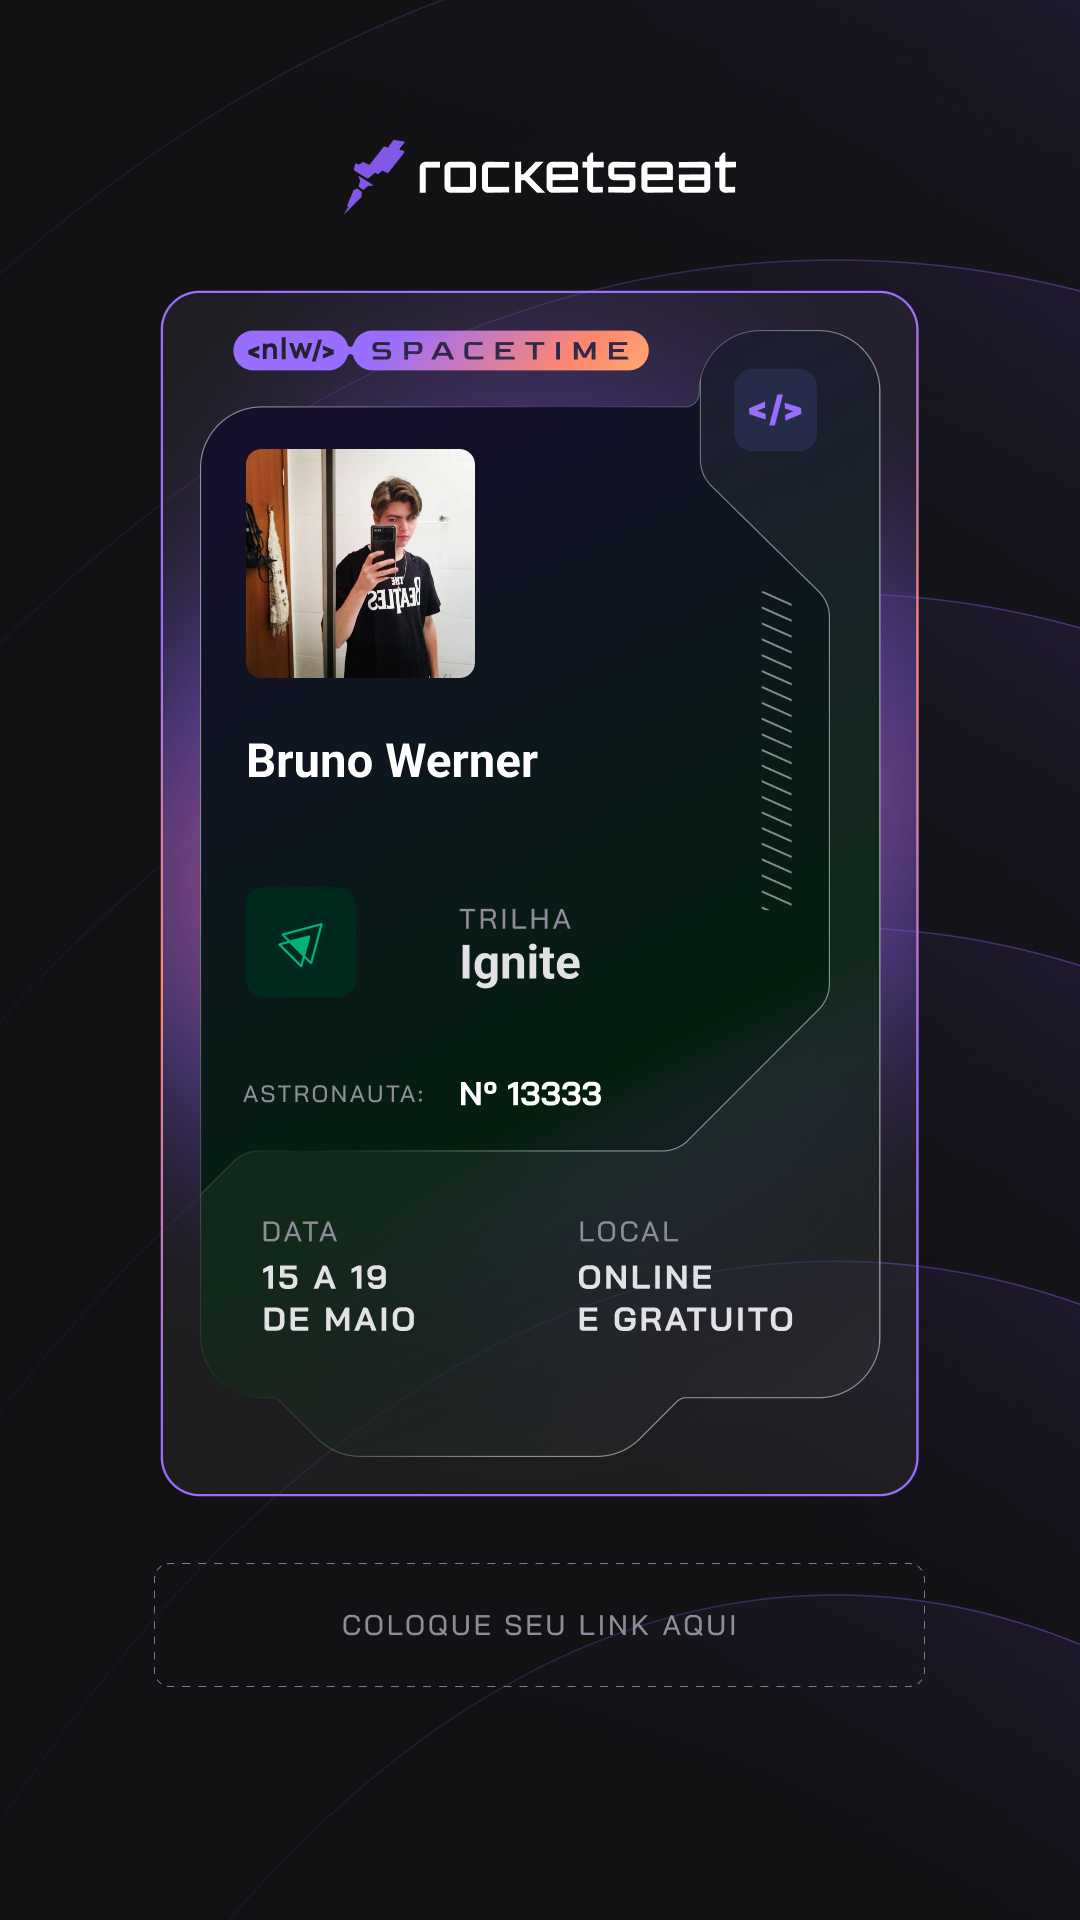 rocketseat
<nlw/> SPACETIME
</>
THE
BEATLES
Bruno Werner
TRILHA
Ignite
ASTRONAUTA: Nº 13333
DATA
15 A 19
DE MAIO
LOCAL
ONLINE
E GRATUITO
COLOQUE SEU LINK AQUI